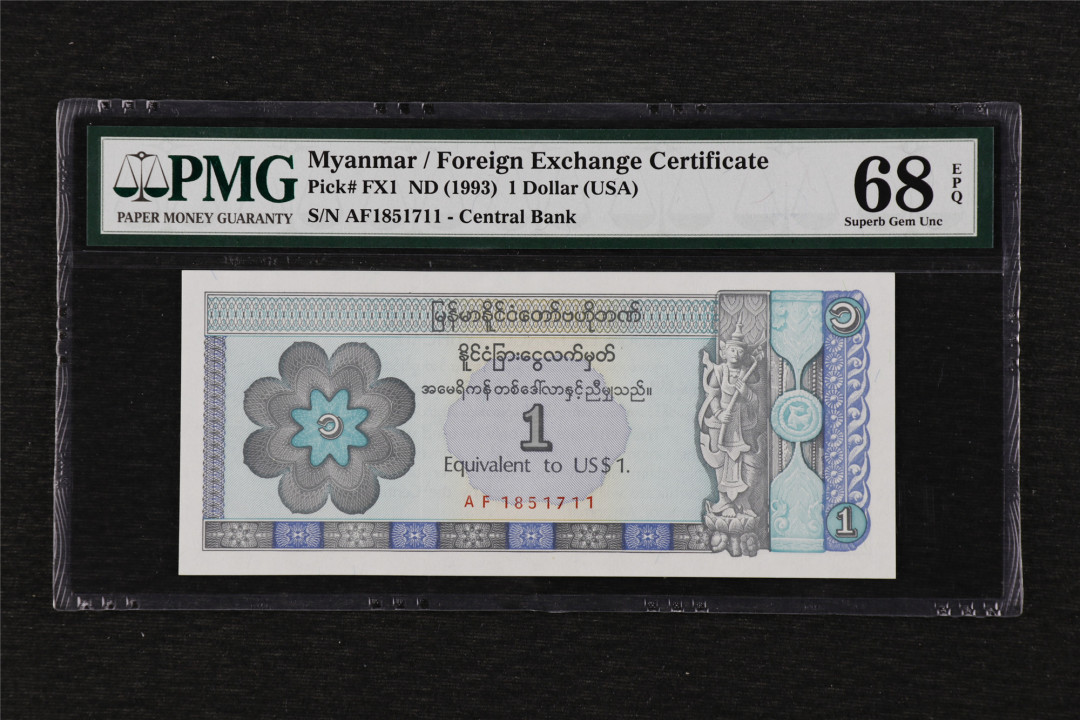 PMG
PAPER MONEY GUARANTY
Myanmar / Foreign Exchange Certificate
Pick# FX1 ND (1993) 1 Dollar (USA)
S/N AF1851711 - Central Bank
68
EPQ
Superb Gem Unc
မြန်မာနိုင်ငံတော်ဗဟိုဘဏ်
နိုင်ငံခြားငွေလက်မှတ်
အမေရိကန်တစ်ဒေါ်လာနှင့်ညီမျှသည်။
၁
1
Equivalent to US$ 1.
AF 1851711
၁
1